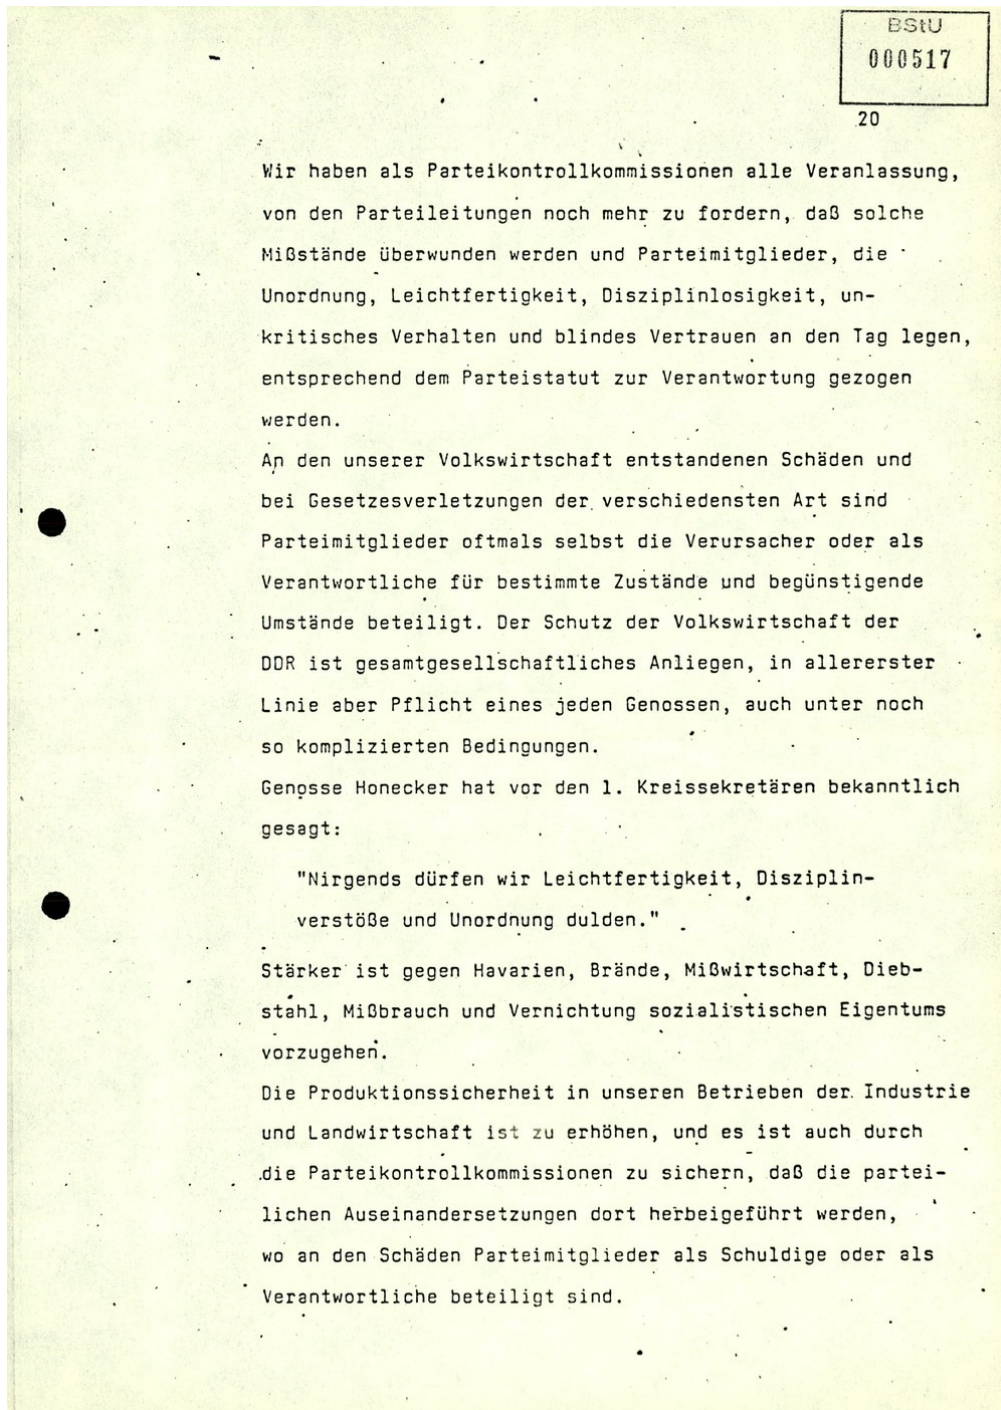 BStU
000517
20
Wir haben als Parteikontrollkommissionen alle Veranlassung,
von den Parteileitungen noch mehr zu fordern, daß solche
Mißstände überwunden werden und Parteimitglieder, die
Unordnung, Leichtfertigkeit, Disziplinlosigkeit, un-
kritisches Verhalten und blindes Vertrauen an den Tag legen,
entsprechend dem Parteistatut zur Verantwortung gezogen
werden.
An den unserer Volkswirtschaft entstandenen Schäden und
bei Gesetzesverletzungen der verschiedensten Art sind
Parteimitglieder oftmals selbst die Verursacher oder als
Verantwortliche für bestimmte Zustände und begünstigende
Umstände beteiligt. Der Schutz der Volkswirtschaft der
DDR ist gesamtgesellschaftliches Anliegen, in allererster
Linie aber Pflicht eines jeden Genossen, auch unter noch
so komplizierten Bedingungen.
Genosse Honecker hat vor den 1. Kreissekretären bekanntlich
gesagt:
"Nirgends dürfen wir Leichtfertigkeit, Disziplin-
verstöße und Unordnung dulden."
Stärker ist gegen Havarien, Brände, Mißwirtschaft, Dieb-
stahl, Mißbrauch und Vernichtung sozialistischen Eigentums
vorzugehen.
Die Produktionssicherheit in unseren Betrieben der Industrie
und Landwirtschaft ist zu erhöhen, und es ist auch durch
die Parteikontrollkommissionen zu sichern, daß die partei-
lichen Auseinandersetzungen dort herbeigeführt werden,
wo an den Schäden Parteimitglieder als Schuldige oder als
Verantwortliche beteiligt sind.